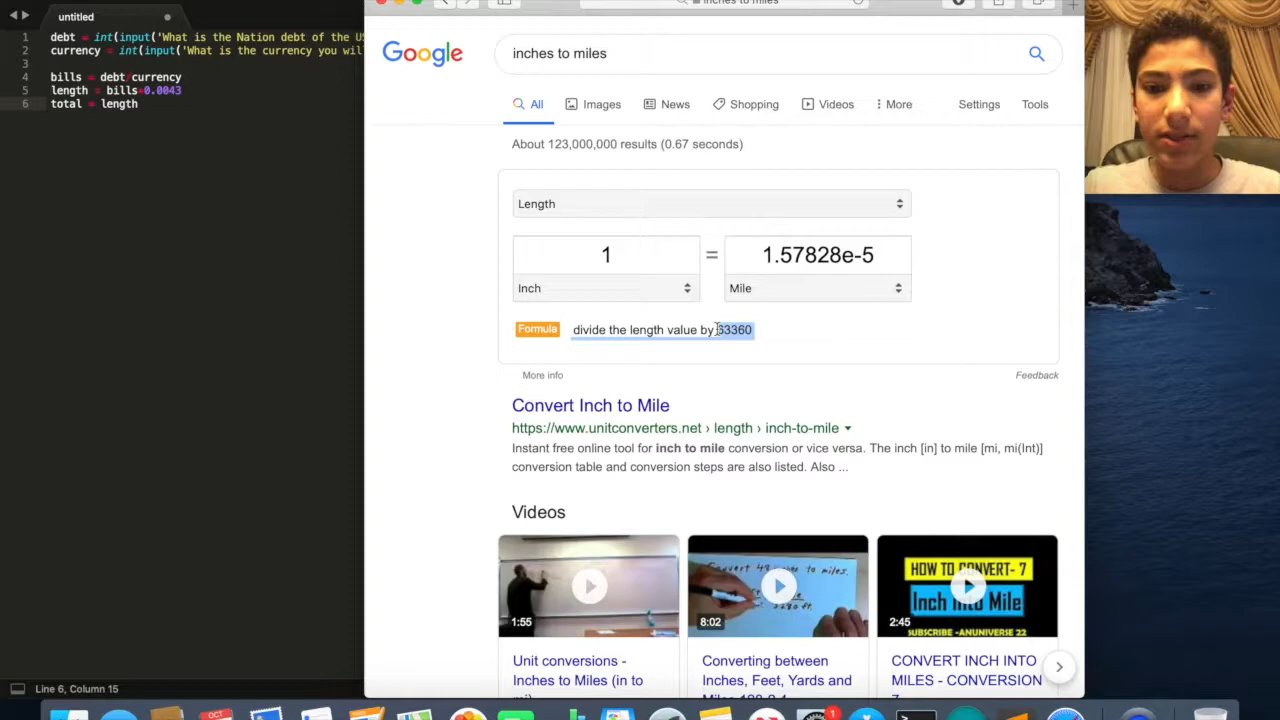 untitled
1 debt = int(input('What is the Nation debt of the US
2 currency = int(input('What is the currency you wil
3
4 bills = debt/currency
5 length = bills*0.0043
6 total = length
Line 6, Column 15
inches to miles
Google
inches to miles
All Images News Shopping Videos More Settings Tools
About 123,000,000 results (0.67 seconds)
Length
1 = 1.57828e-5
Inch Mile
Formula divide the length value by 63360
More info Feedback
Convert Inch to Mile
https://www.unitconverters.net › length › inch-to-mile
Instant free online tool for inch to mile conversion or vice versa. The inch [in] to mile [mi, mi(Int)]
conversion table and conversion steps are also listed. Also ...
Videos
1:55
8:02
HOW TO CONVERT- 7
Inch into Mile
SUBSCRIBE -ANUNIVERSE 22
2:45
Unit conversions -
Inches to Miles (in to
Converting between
Inches, Feet, Yards and
CONVERT INCH INTO
MILES - CONVERSION
OCT
1